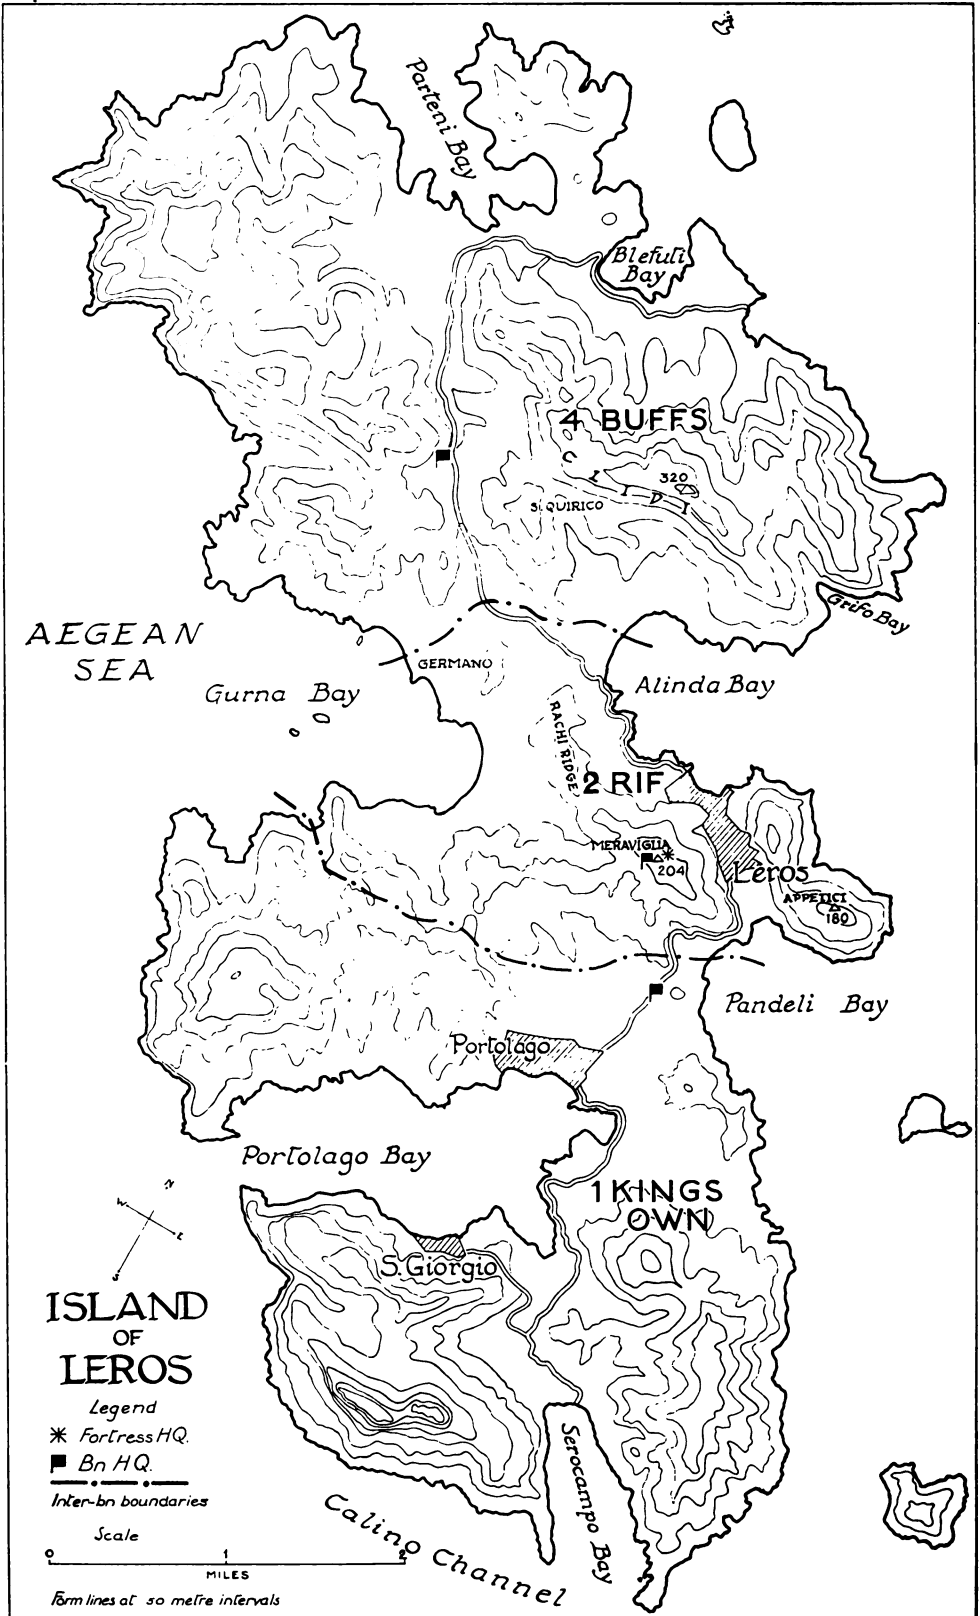 Parteni Bay
Blefuti
Bay
4 BUFFS
CLIDI
320
S. QUIRICO
Grifo Bay
AEGEAN
SEA
GERMANO
Gurna Bay
Alinda Bay
RACHI RIDGE
2 RIF
MERAVIGLIA
204
Leros
APPETICI
180
Pandeli Bay
Portolago
Portolago Bay
1 KINGS
OWN
N
W
E
S
S. Giorgio
ISLAND
OF
LEROS
Legend
Fortress HQ.
Bn HQ.
Inter-bn boundaries
Scale
0 1 2
MILES
Form lines at 50 metre intervals
Calino Channel
Serocampo Bay